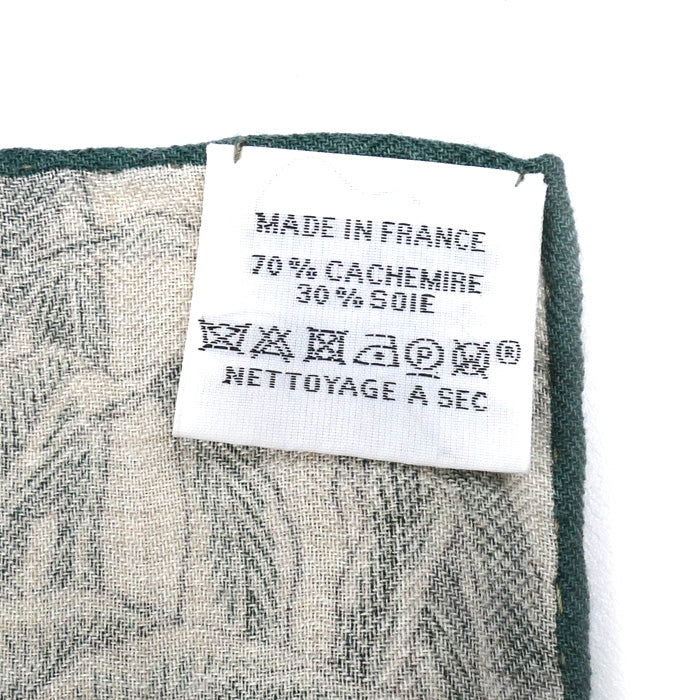 MADE IN FRANCE
70% CACHEMIRE
30% SOIE
P W ®
NETTOYAGE A SEC